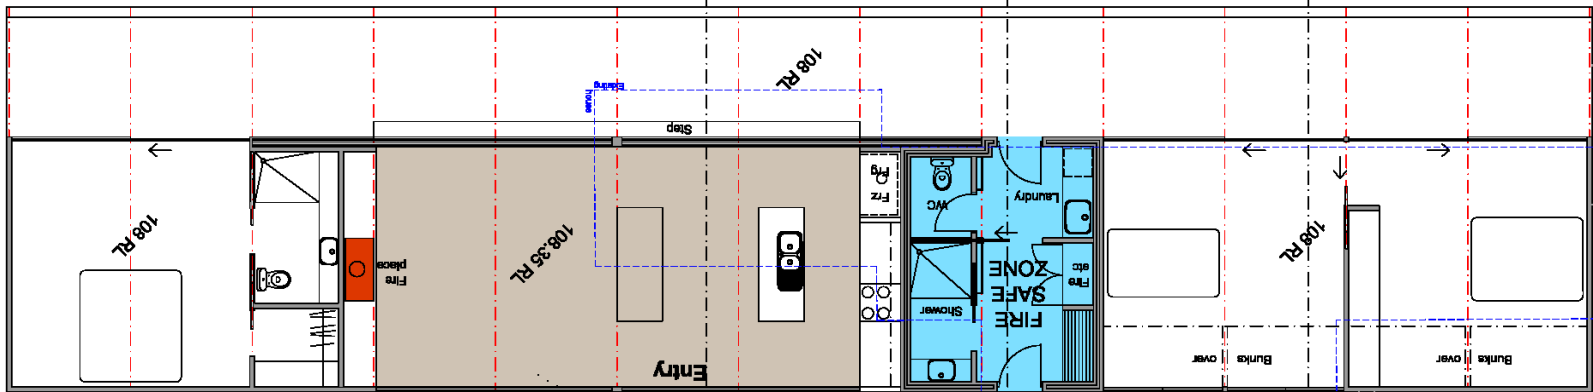 Entry
Bunks over
Bunks over
FIRE
SAFE
ZONE
Shower
Fire
etc
Fire
place
108 RL
108.35 RL
108 RL
Laundry
WC
Frz
Frg
Step
Existing
house
108 RL